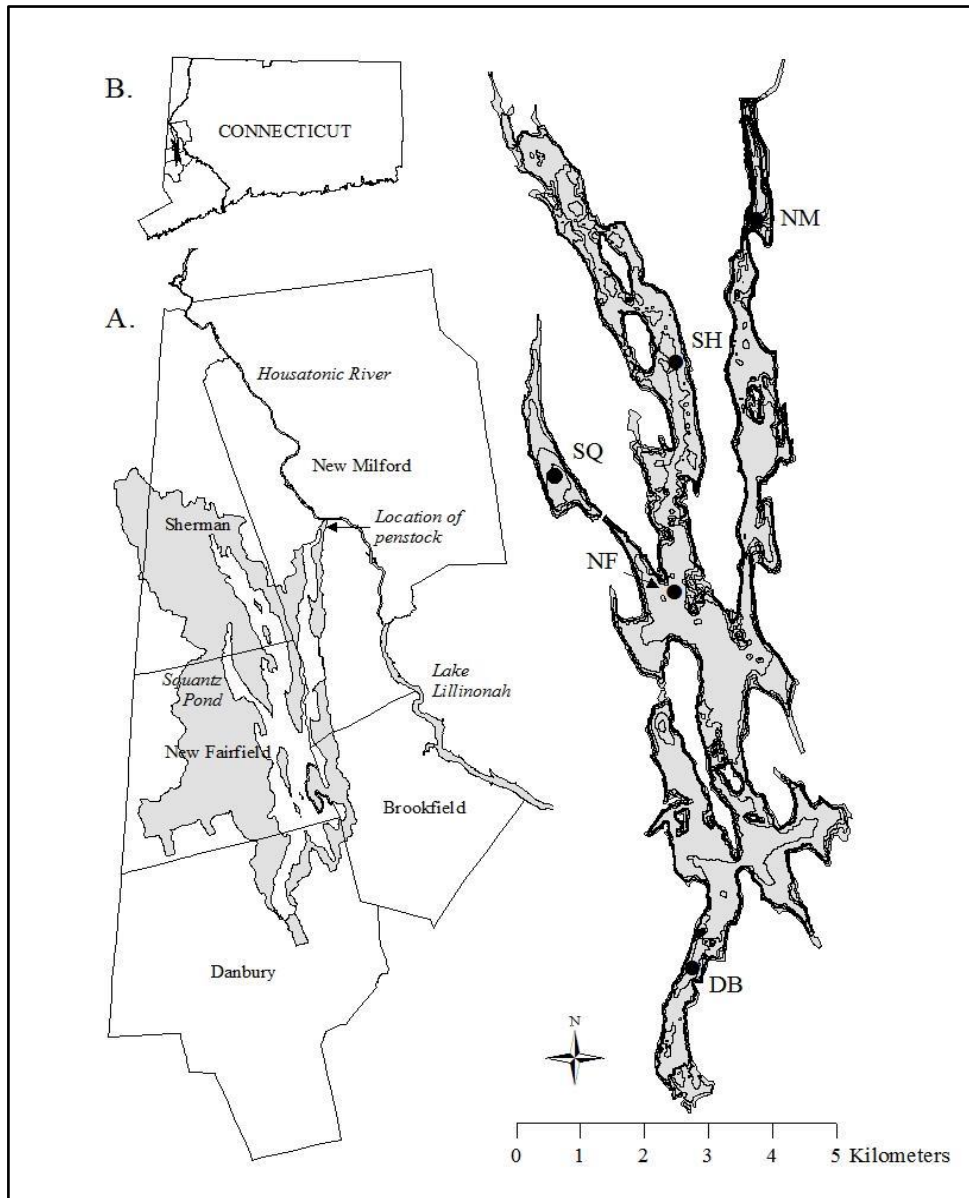 B.
CONNECTICUT
A.
Housatonic River
New Milford
Sherman
Location of
penstock
Squantz
Pond
New Fairfield
Lake
Lillinonah
Brookfield
Danbury
NM
SH
SQ
NF
DB
N
0 1 2 3 4 5 Kilometers